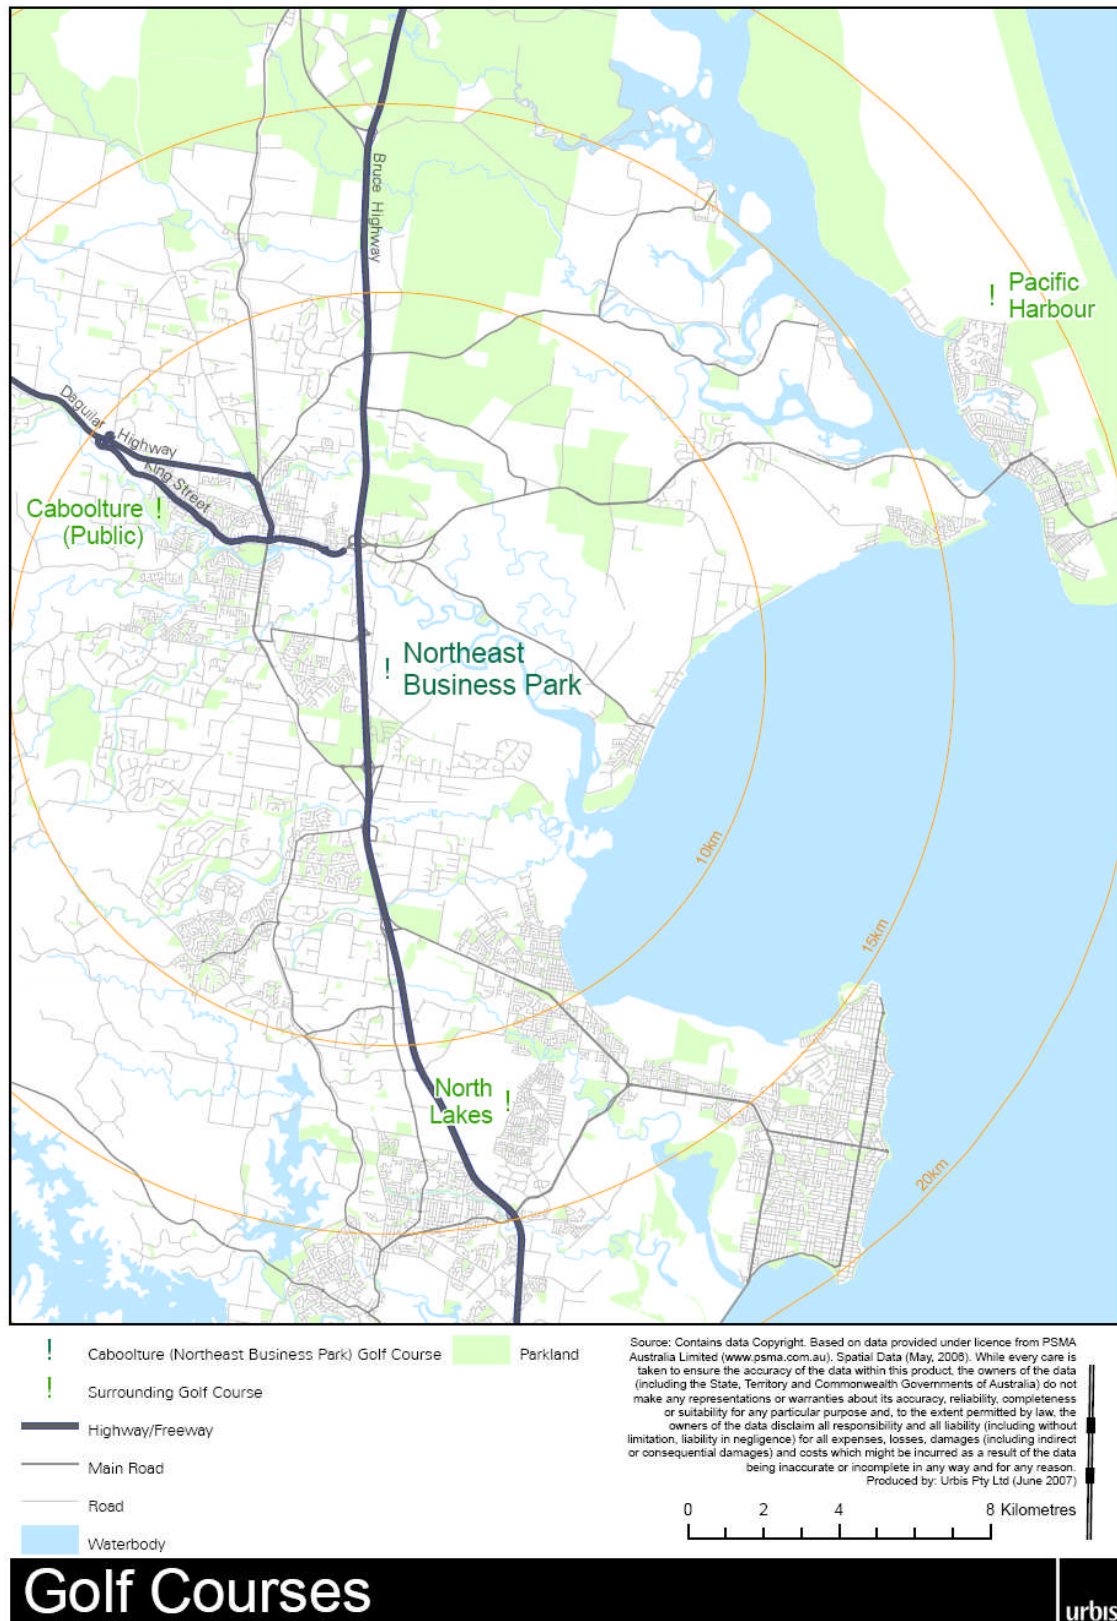 Bruce Highway
Pacific
Harbour
Daguilar
Highway
King Street
Caboolture
(Public)
Northeast
Business Park
10km
15km
North
Lakes
20km
Caboolture (Northeast Business Park) Golf Course
Parkland
Surrounding Golf Course
Highway/Freeway
Main Road
Road
Waterbody
Source: Contains data Copyright. Based on data provided under licence from PSMA
Australia Limited (www.psma.com.au). Spatial Data (May, 2006). While every care is
taken to ensure the accuracy of the data within this product, the owners of the data
(including the State, Territory and Commonwealth Governments of Australia) do not
make any representations or warranties about its accuracy, reliability, completeness
or suitability for any particular purpose and, to the extent permitted by law, the
owners of the data disclaim all responsibility and all liability (including without
limitation, liability in negligence) for all expenses, losses, damages (including indirect
or consequential damages) and costs which might be incurred as a result of the data
being inaccurate or incomplete in any way and for any reason.
Produced by: Urbis Pty Ltd (June 2007)
0 2 4 8 Kilometres
Golf Courses
urbis